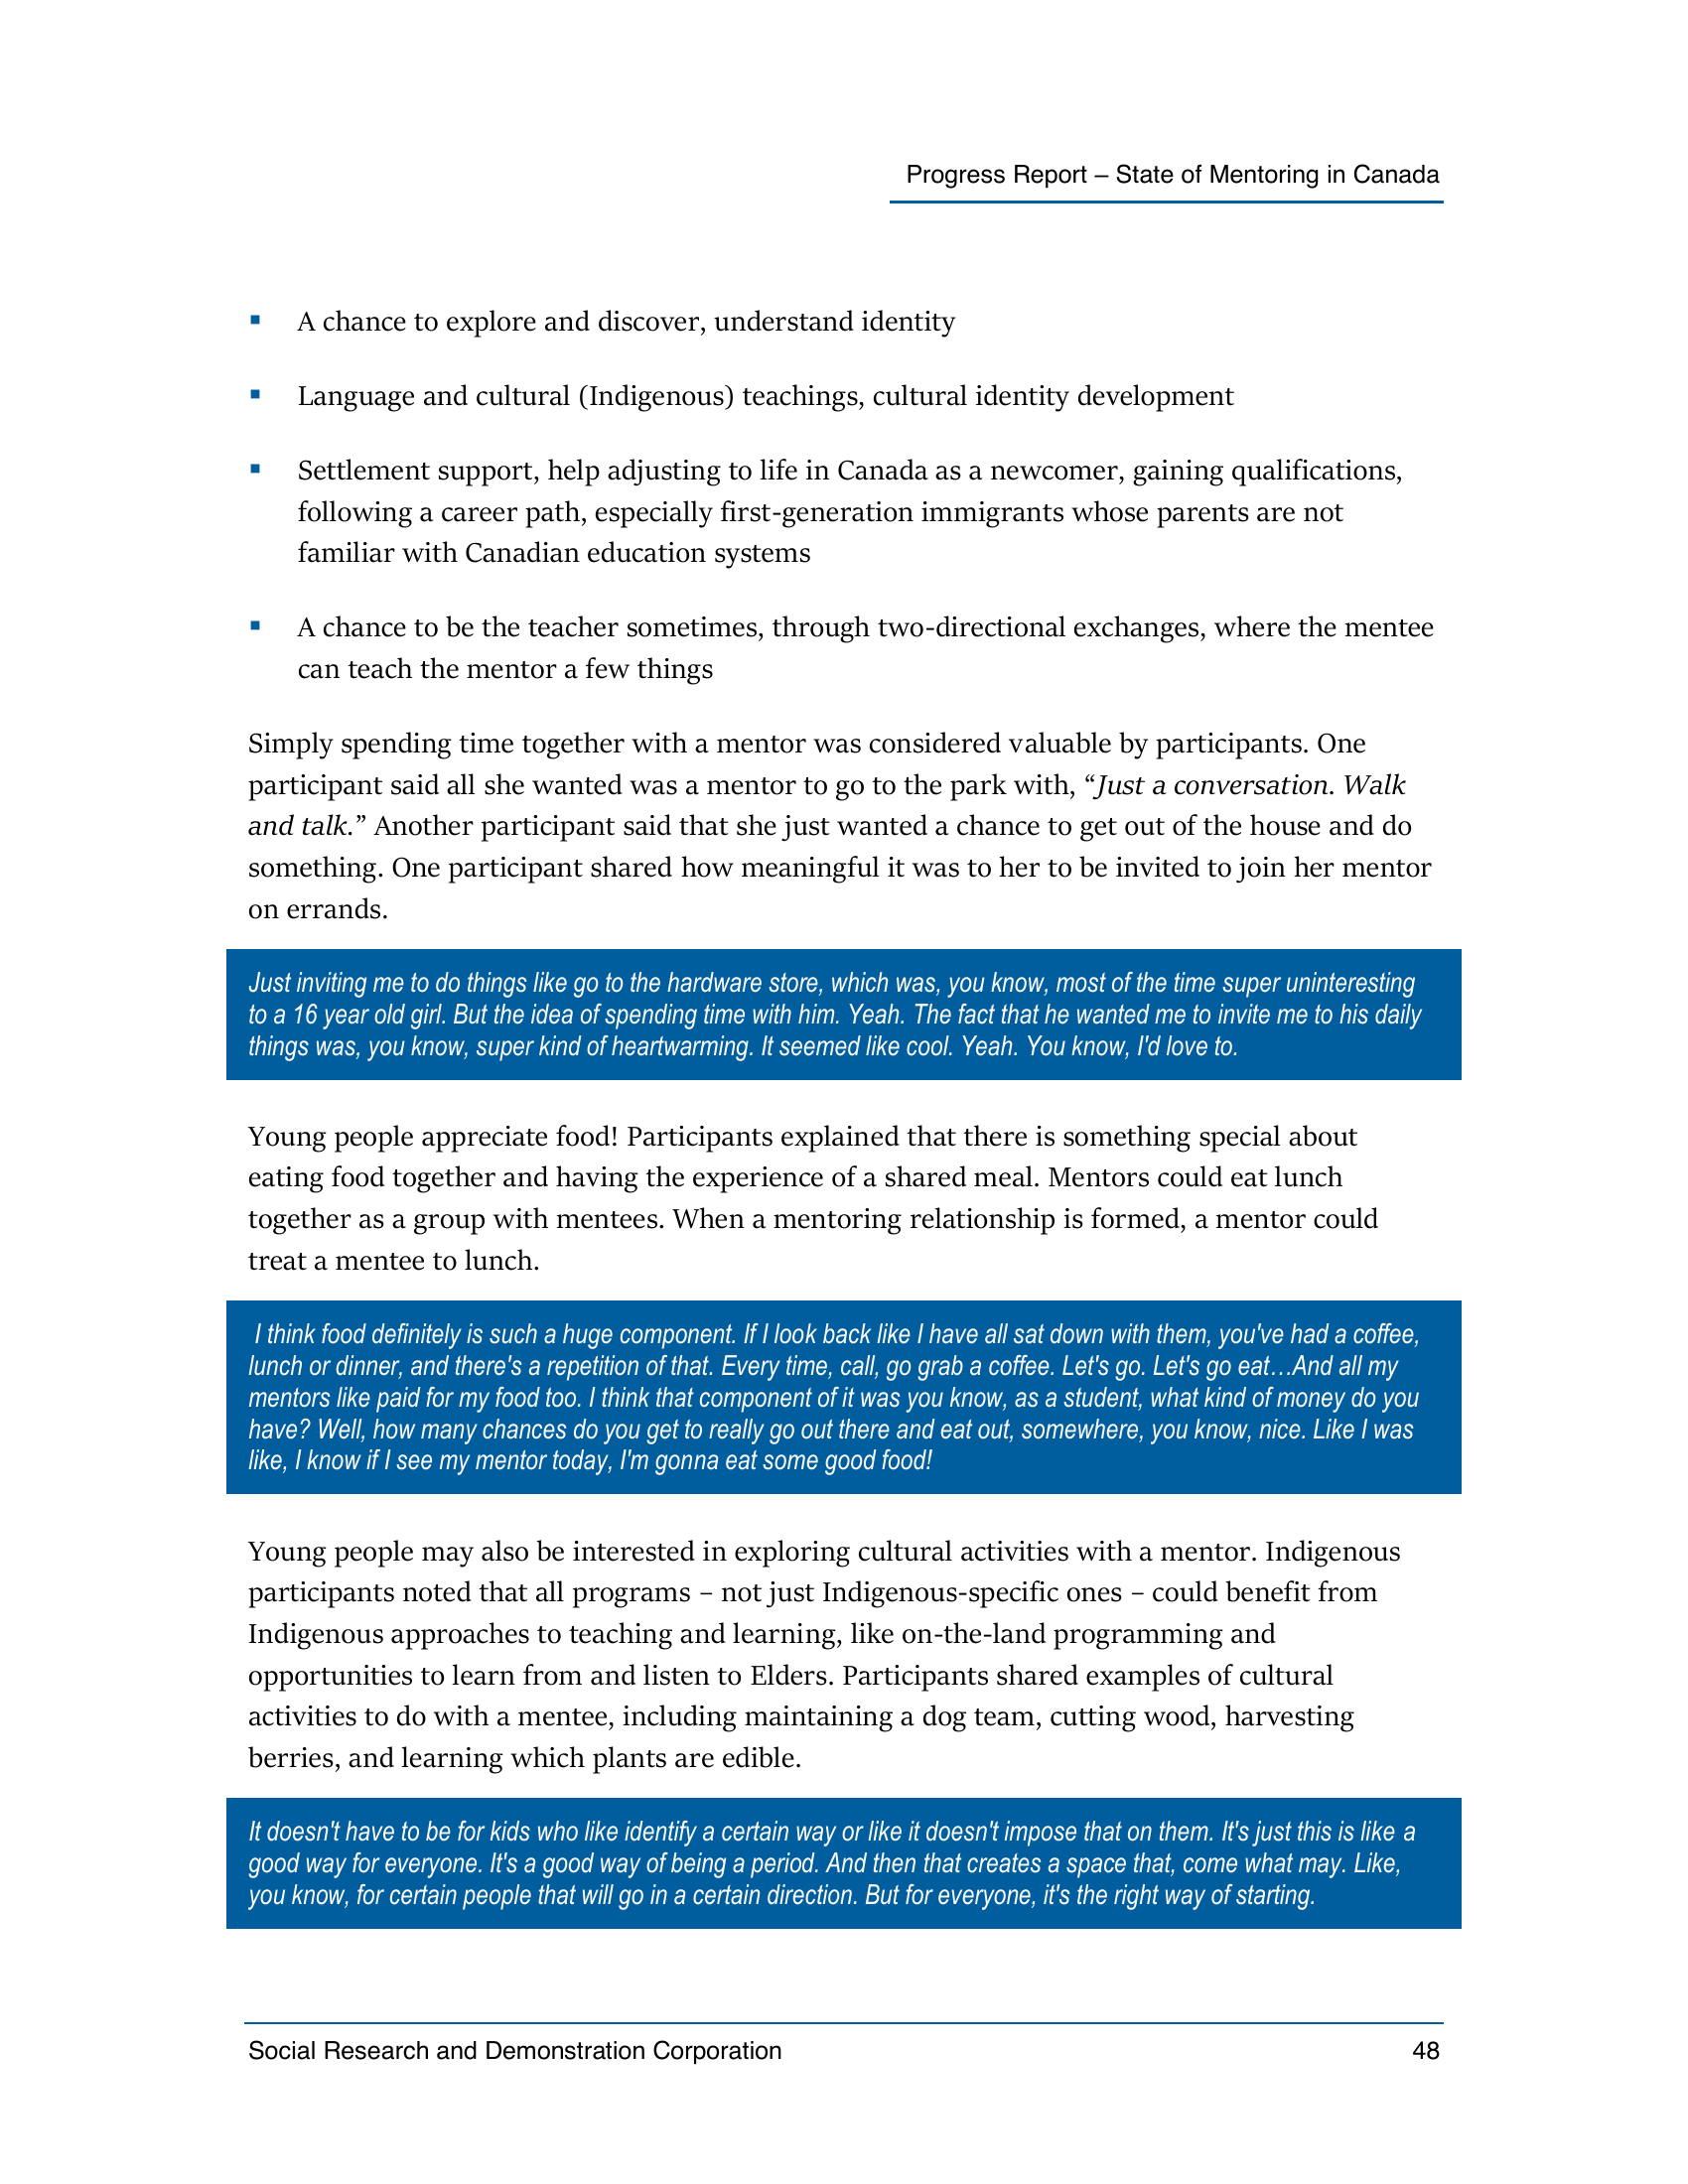 Progress Report – State of Mentoring in Canada
▪ A chance to explore and discover, understand identity
▪ Language and cultural (Indigenous) teachings, cultural identity development
▪ Settlement support, help adjusting to life in Canada as a newcomer, gaining qualifications,
following a career path, especially first-generation immigrants whose parents are not
familiar with Canadian education systems
▪ A chance to be the teacher sometimes, through two-directional exchanges, where the mentee
can teach the mentor a few things
Simply spending time together with a mentor was considered valuable by participants. One
participant said all she wanted was a mentor to go to the park with, “Just a conversation. Walk
and talk.” Another participant said that she just wanted a chance to get out of the house and do
something. One participant shared how meaningful it was to her to be invited to join her mentor
on errands.
Just inviting me to do things like go to the hardware store, which was, you know, most of the time super uninteresting
to a 16 year old girl. But the idea of spending time with him. Yeah. The fact that he wanted me to invite me to his daily
things was, you know, super kind of heartwarming. It seemed like cool. Yeah. You know, I'd love to.
Young people appreciate food! Participants explained that there is something special about
eating food together and having the experience of a shared meal. Mentors could eat lunch
together as a group with mentees. When a mentoring relationship is formed, a mentor could
treat a mentee to lunch.
I think food definitely is such a huge component. If I look back like I have all sat down with them, you've had a coffee,
lunch or dinner, and there's a repetition of that. Every time, call, go grab a coffee. Let's go. Let's go eat…And all my
mentors like paid for my food too. I think that component of it was you know, as a student, what kind of money do you
have? Well, how many chances do you get to really go out there and eat out, somewhere, you know, nice. Like I was
like, I know if I see my mentor today, I'm gonna eat some good food!
Young people may also be interested in exploring cultural activities with a mentor. Indigenous
participants noted that all programs – not just Indigenous-specific ones – could benefit from
Indigenous approaches to teaching and learning, like on-the-land programming and
opportunities to learn from and listen to Elders. Participants shared examples of cultural
activities to do with a mentee, including maintaining a dog team, cutting wood, harvesting
berries, and learning which plants are edible.
It doesn't have to be for kids who like identify a certain way or like it doesn't impose that on them. It's just this is like a
good way for everyone. It's a good way of being a period. And then that creates a space that, come what may. Like,
you know, for certain people that will go in a certain direction. But for everyone, it's the right way of starting.
Social Research and Demonstration Corporation 48